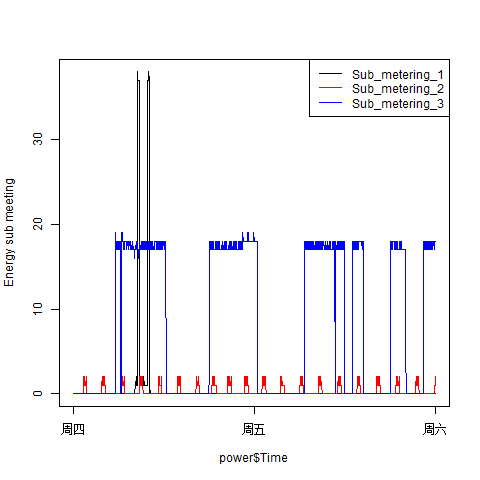 Sub_metering_1
Sub_metering_2
Sub_metering_3
Energy sub meeting
30
20
10
0
周四 周五 周六
power$Time